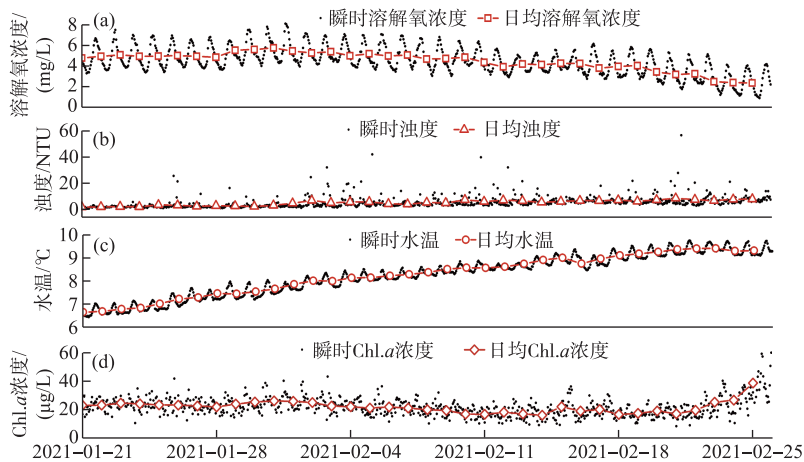 (a)
瞬时溶解氧浓度 日均溶解氧浓度
溶解氧浓度/
(mg/L)
8
6
4
2
0
(b)
瞬时浊度 日均浊度
浊度/NTU
60
40
20
0
(c)
瞬时水温 日均水温
水温/℃
10
9
8
7
6
(d)
瞬时Chl.a浓度 日均Chl.a浓度
Chl.a浓度/
(μg/L)
60
40
20
0
2021-01-21 2021-01-28 2021-02-04 2021-02-11 2021-02-18 2021-02-25